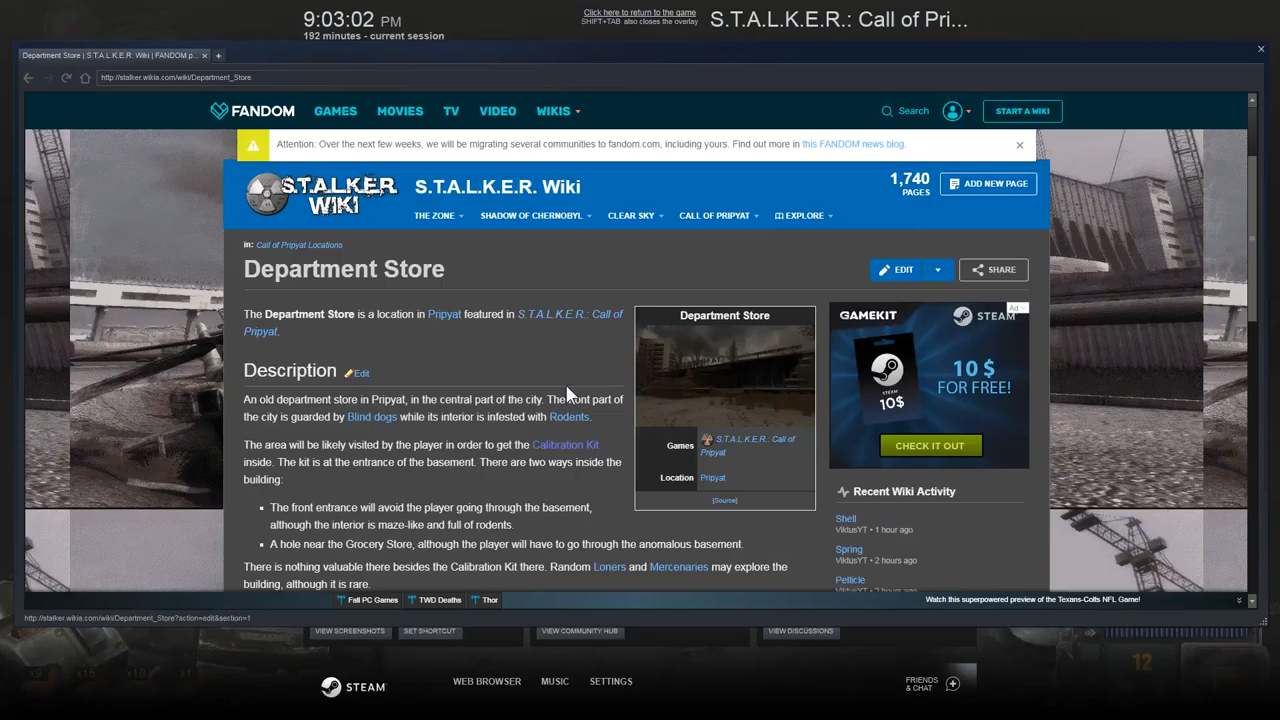 9:03:02 PM
192 minutes - current session
Click here to return to the game
SHIFT+TAB also closes the overlay
S.T.A.L.K.E.R.: Call of Pri...
Department Store | S.T.A.L.K.E.R. Wiki | FANDOM p...
http://stalker.wikia.com/wiki/Department_Store
FANDOM GAMES MOVIES TV VIDEO WIKIS Search START A WIKI
Attention: Over the next few weeks, we will be migrating several communities to fandom.com, including yours. Find out more in this FANDOM news blog.
S.T.A.L.K.E.R. Wiki
STALKER
WIKI
1,740
PAGES
ADD NEW PAGE
THE ZONE SHADOW OF CHERNOBYL CLEAR SKY CALL OF PRIPYAT EXPLORE
in: Call of Pripyat Locations
Department Store
EDIT SHARE
The Department Store is a location in Pripyat featured in S.T.A.L.K.E.R.: Call of
Pripyat.
Description Edit
An old department store in Pripyat, in the central part of the city. The front part of
the city is guarded by Blind dogs while its interior is infested with Rodents.
The area will be likely visited by the player in order to get the Calibration Kit
inside. The kit is at the entrance of the basement. There are two ways inside the
building:
The front entrance will avoid the player going through the basement,
although the interior is maze-like and full of rodents.
A hole near the Grocery Store, although the player will have to go through the anomalous basement.
There is nothing valuable there besides the Calibration Kit there. Random Loners and Mercenaries may explore the
building, although it is rare.
Department Store
Games S.T.A.L.K.E.R.: Call of
Pripyat
Location Pripyat
[Source]
Ad
GAMEKIT STEAM
STEAM
10$
10 $
FOR FREE!
CHECK IT OUT
Recent Wiki Activity
Shell
ViktusYT • 1 hour ago
Spring
ViktusYT • 2 hours ago
Pellicle
ViktusYT • 2 hours ago
Fall PC Games TWD Deaths Thor
Watch this superpowered preview of the Texans-Colts NFL Game!
http://stalker.wikia.com/wiki/Department_Store?action=edit&section=1
VIEW SCREENSHOTS SET SHORTCUT VIEW COMMUNITY HUB VIEW DISCUSSIONS
x9 x15 x10 x1
12
STEAM
WEB BROWSER MUSIC SETTINGS
FRIENDS
& CHAT